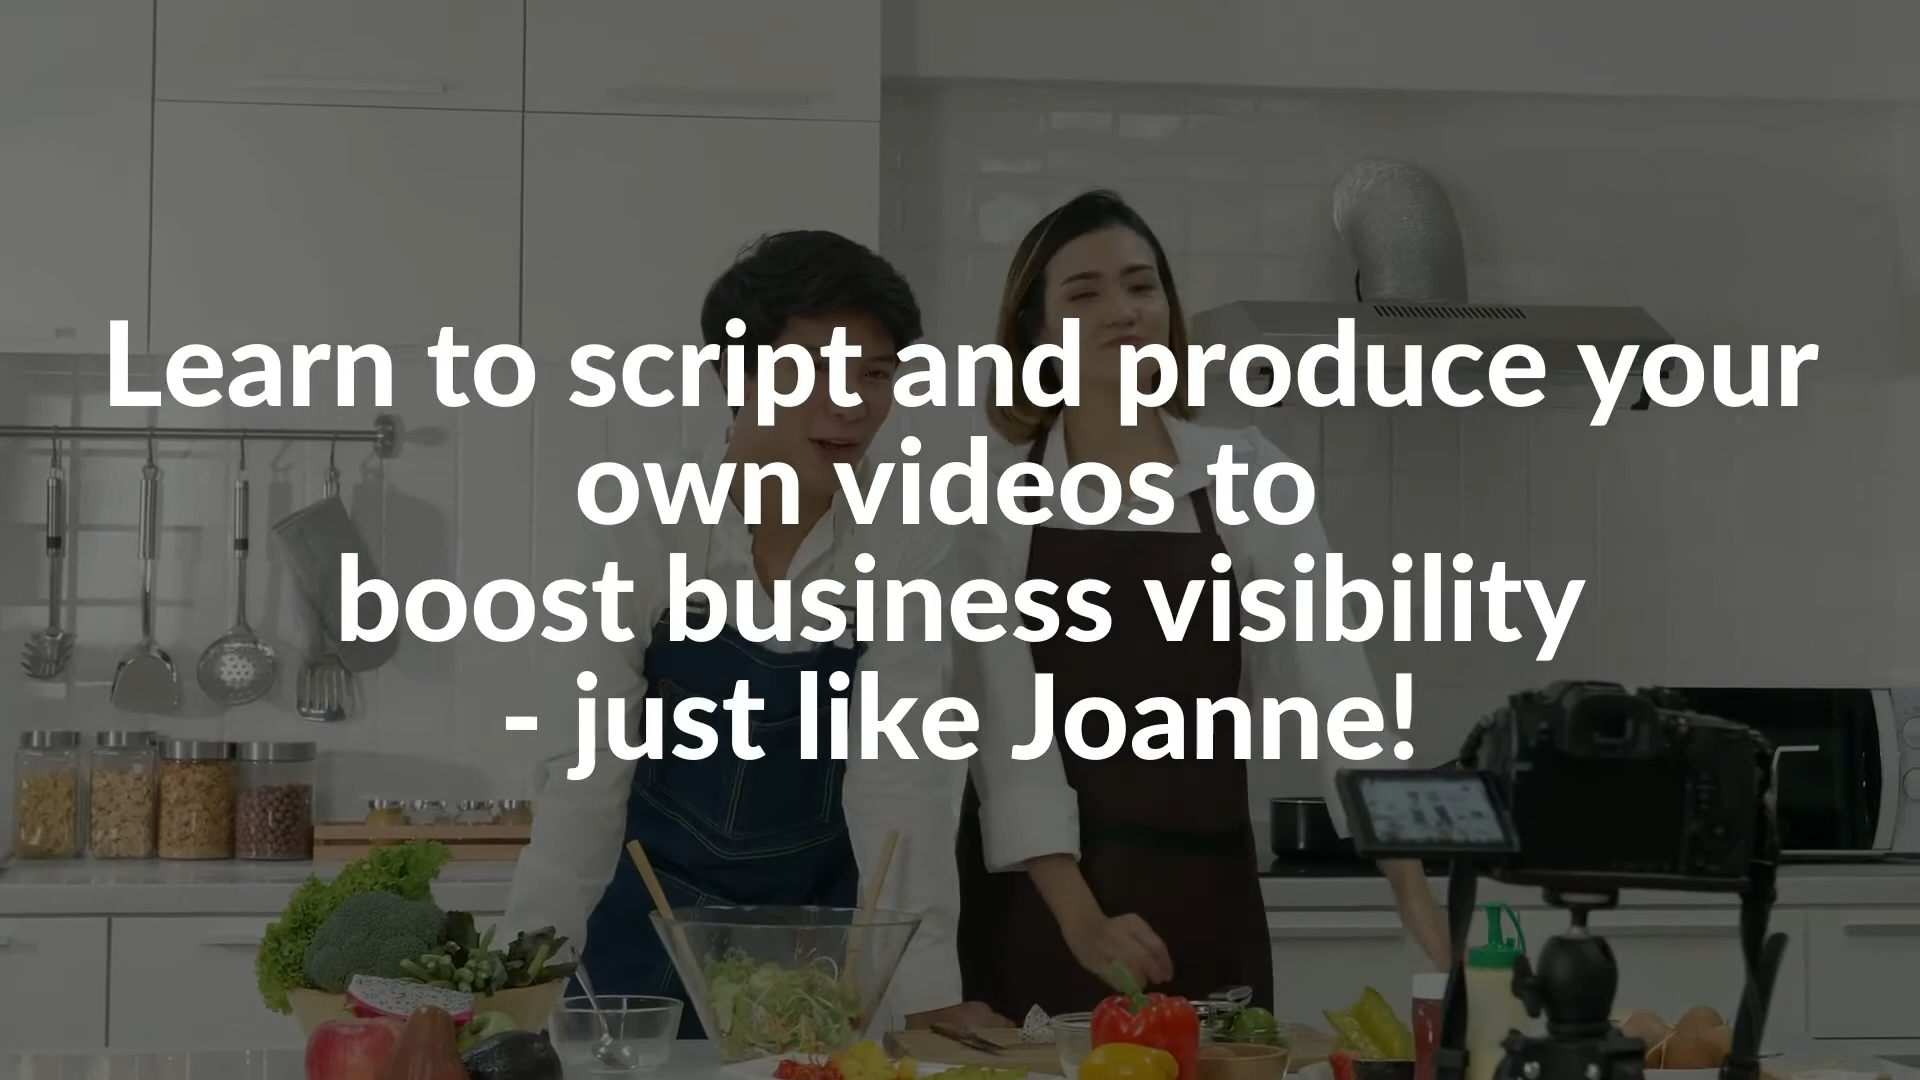 Learn to script and produce your
own videos to
boost business visibility
- just like Joanne!